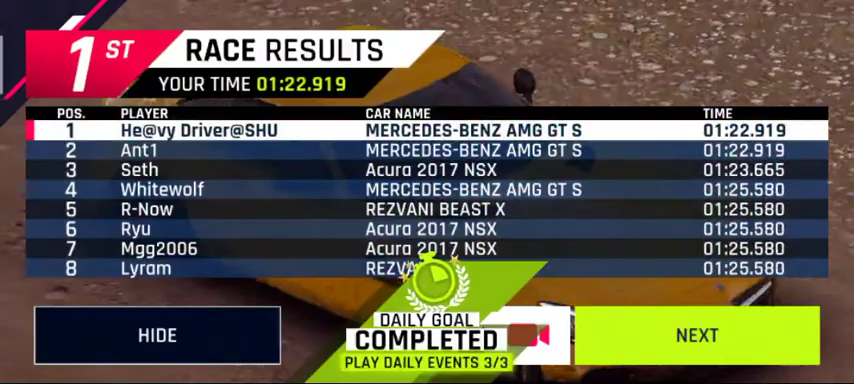 1ST RACE RESULTS
YOUR TIME 01:22.919
POS. PLAYER CAR NAME TIME
1 He@vy Driver@SHU MERCEDES-BENZ AMG GT S 01:22.919
2 Ant1 MERCEDES-BENZ AMG GT S 01:22.919
3 Seth Acura 2017 NSX 01:23.665
4 Whitewolf MERCEDES-BENZ AMG GT S 01:25.580
5 R-Now REZVANI BEAST X 01:25.580
6 Ryu Acura 2017 NSX 01:25.580
7 Mgg2006 Acura 2017 NSX 01:25.580
8 Lyram REZVA 01:25.580
HIDE
DAILY GOAL
COMPLETED
PLAY DAILY EVENTS 3/3
NEXT